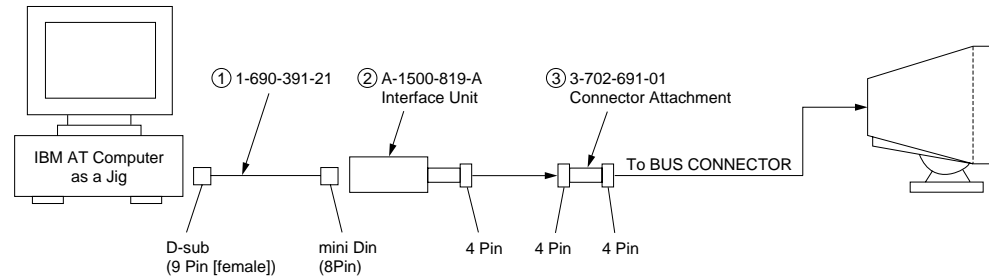 ① 1-690-391-21
② A-1500-819-A
Interface Unit
③ 3-702-691-01
Connector Attachment
IBM AT Computer
as a Jig
To BUS CONNECTOR
D-sub
(9 Pin [female])
mini Din
(8Pin)
4 Pin
4 Pin
4 Pin